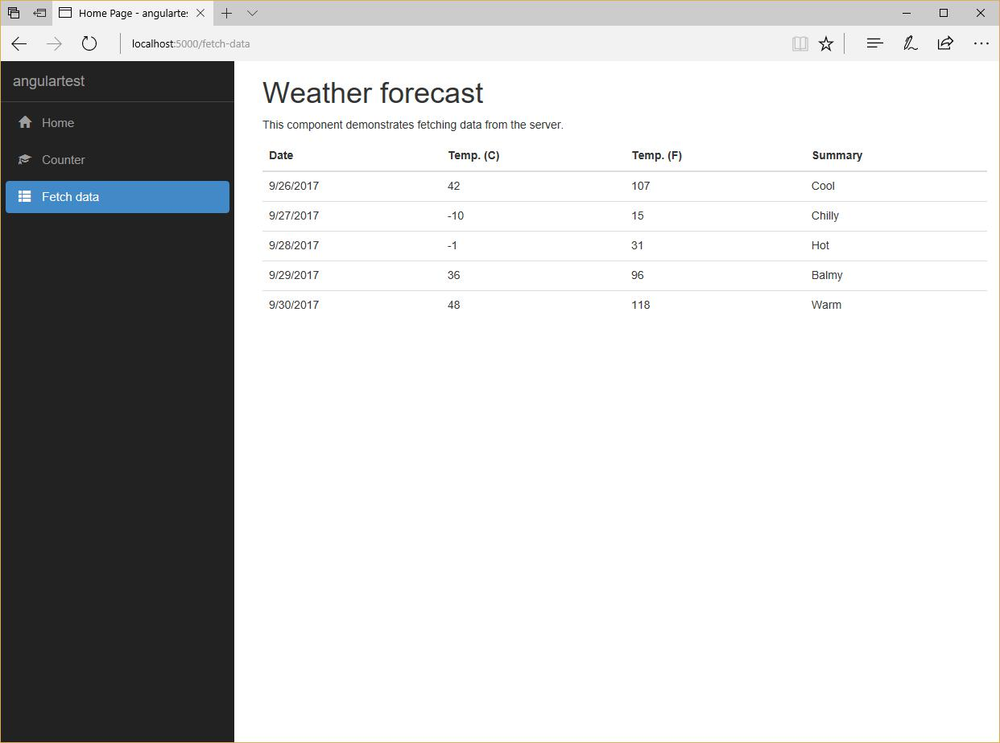 Home Page - angulartes
localhost:5000/fetch-data
angulartest
Home
Counter
Fetch data
Weather forecast
This component demonstrates fetching data from the server.
Date Temp. (C) Temp. (F) Summary
9/26/2017 42 107 Cool
9/27/2017 -10 15 Chilly
9/28/2017 -1 31 Hot
9/29/2017 36 96 Balmy
9/30/2017 48 118 Warm